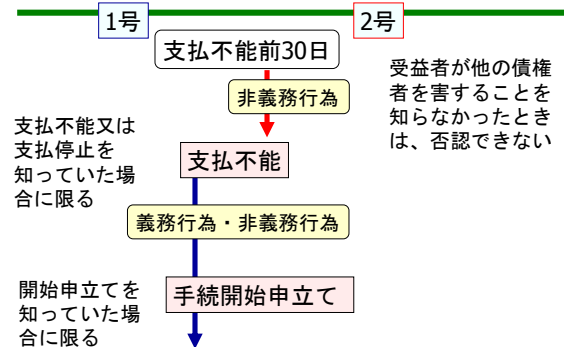 1号
2号
支払不能前30日
非義務行為
受益者が他の債権
者を害することを
知らなかったとき
は、否認できない
支払不能又は
支払停止を
知っていた場
合に限る
支払不能
義務行為・非義務行為
開始申立てを
知っていた場
合に限る
手続開始申立て